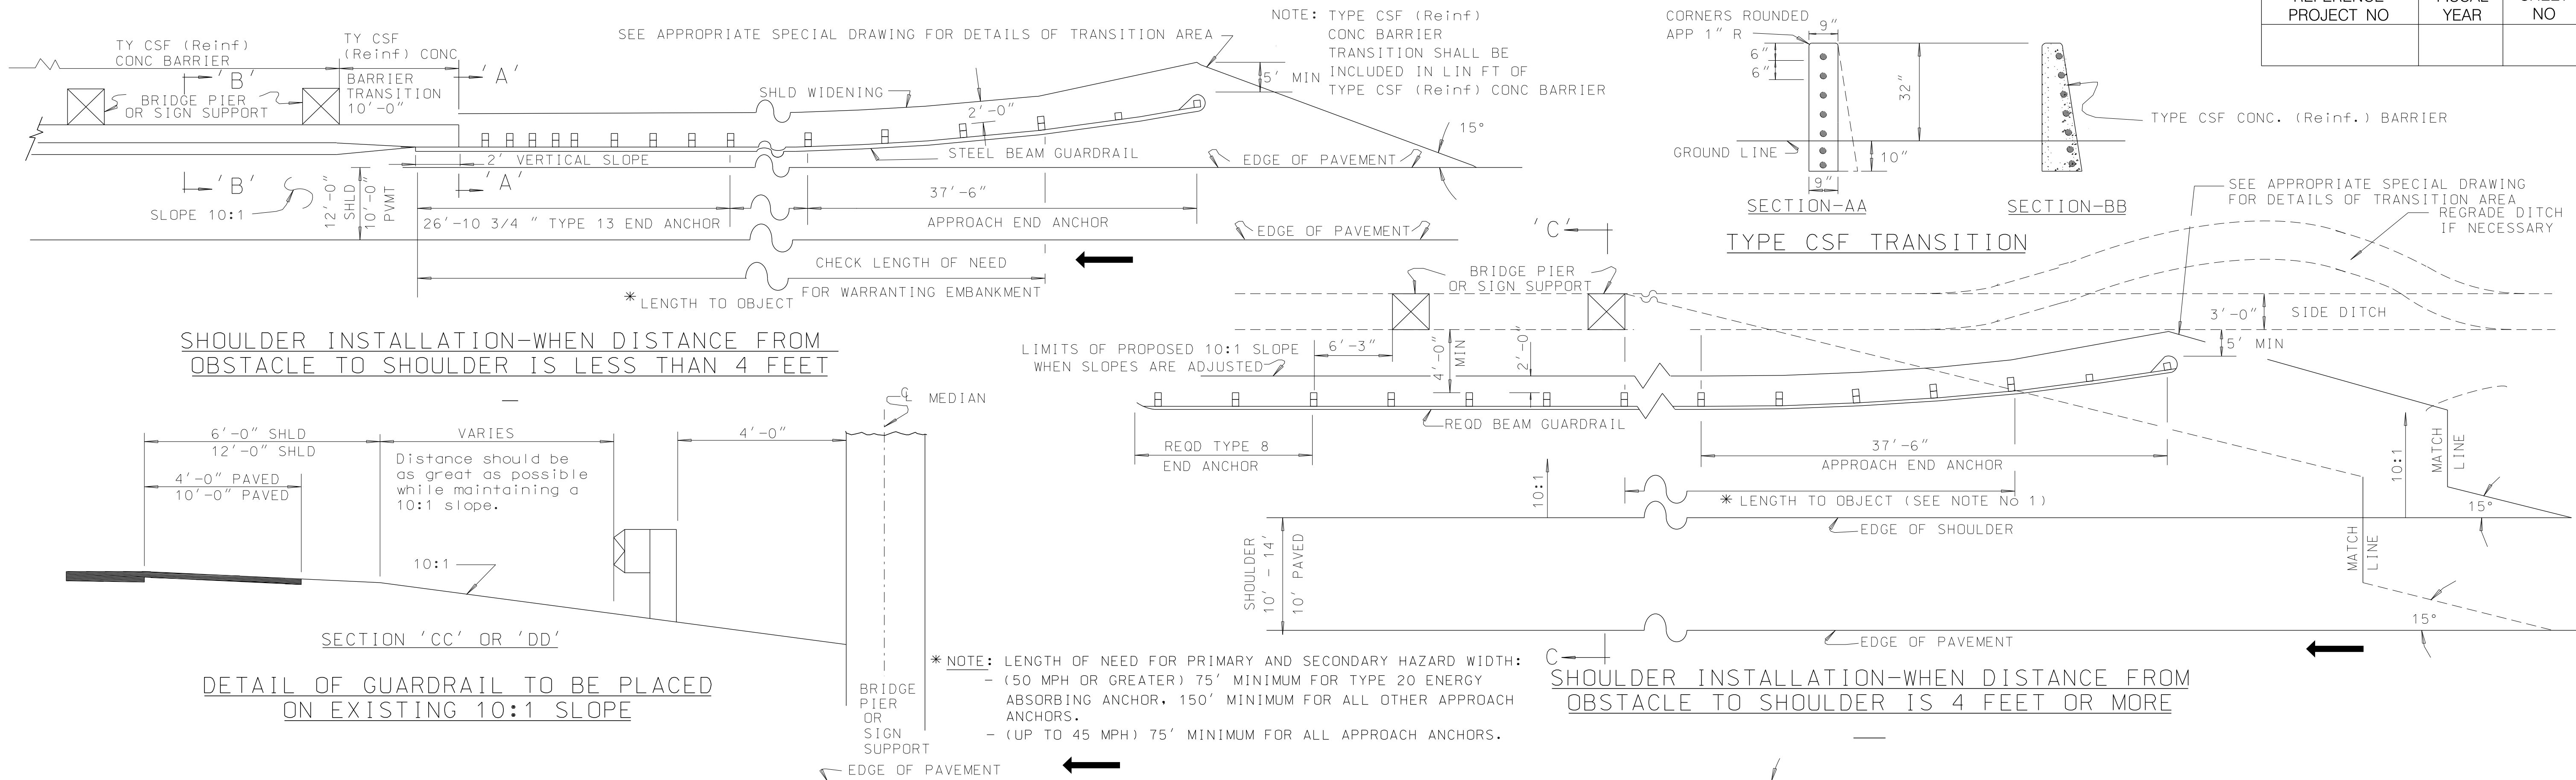 REFERENCE
PROJECT NO
FISCAL
YEAR
SHEET
NO
TY CSF (Reinf)
CONC BARRIER
TY CSF
(Reinf) CONC
BARRIER
TRANSITION
10'-0"
'B'
'A'
BRIDGE PIER
OR SIGN SUPPORT
SEE APPROPRIATE SPECIAL DRAWING FOR DETAILS OF TRANSITION AREA
SHLD WIDENING
2'-0"
5' MIN
NOTE: TYPE CSF (Reinf)
CONC BARRIER
TRANSITION SHALL BE
INCLUDED IN LIN FT OF
TYPE CSF (Reinf) CONC BARRIER
15°
2' VERTICAL SLOPE
STEEL BEAM GUARDRAIL
EDGE OF PAVEMENT
'B'
'A'
SLOPE 10:1
12'-0"
SHLD
10'-0"
PVMT
26'-10 3/4 " TYPE 13 END ANCHOR
37'-6"
APPROACH END ANCHOR
EDGE OF PAVEMENT
CHECK LENGTH OF NEED
FOR WARRANTING EMBANKMENT
* LENGTH TO OBJECT
SHOULDER INSTALLATION-WHEN DISTANCE FROM
OBSTACLE TO SHOULDER IS LESS THAN 4 FEET
CORNERS ROUNDED
APP 1" R
9"
6"
6"
32"
GROUND LINE
10"
9"
SECTION-AA
SECTION-BB
TYPE CSF CONC. (Reinf.) BARRIER
TYPE CSF TRANSITION
SEE APPROPRIATE SPECIAL DRAWING
FOR DETAILS OF TRANSITION AREA
REGRADE DITCH
IF NECESSARY
'C'
BRIDGE PIER
OR SIGN SUPPORT
3'-0"
SIDE DITCH
5' MIN
LIMITS OF PROPOSED 10:1 SLOPE
WHEN SLOPES ARE ADJUSTED
6'-3"
4'-0"
MIN
2'-0"
REQD BEAM GUARDRAIL
REQD TYPE 8
END ANCHOR
37'-6"
APPROACH END ANCHOR
10:1
* LENGTH TO OBJECT (SEE NOTE No 1)
10:1
MATCH
LINE
15°
EDGE OF SHOULDER
SHOULDER
10' - 14'
10' PAVED
MATCH
LINE
15°
EDGE OF PAVEMENT
C
SHOULDER INSTALLATION-WHEN DISTANCE FROM
OBSTACLE TO SHOULDER IS 4 FEET OR MORE
℄ MEDIAN
6'-0" SHLD
12'-0" SHLD
VARIES
4'-0"
4'-0" PAVED
10'-0" PAVED
Distance should be
as great as possible
while maintaining a
10:1 slope.
10:1
SECTION 'CC' OR 'DD'
DETAIL OF GUARDRAIL TO BE PLACED
ON EXISTING 10:1 SLOPE
BRIDGE
PIER
OR
SIGN
SUPPORT
* NOTE: LENGTH OF NEED FOR PRIMARY AND SECONDARY HAZARD WIDTH:
- (50 MPH OR GREATER) 75' MINIMUM FOR TYPE 20 ENERGY
ABSORBING ANCHOR, 150' MINIMUM FOR ALL OTHER APPROACH
ANCHORS.
- (UP TO 45 MPH) 75' MINIMUM FOR ALL APPROACH ANCHORS.
EDGE OF PAVEMENT